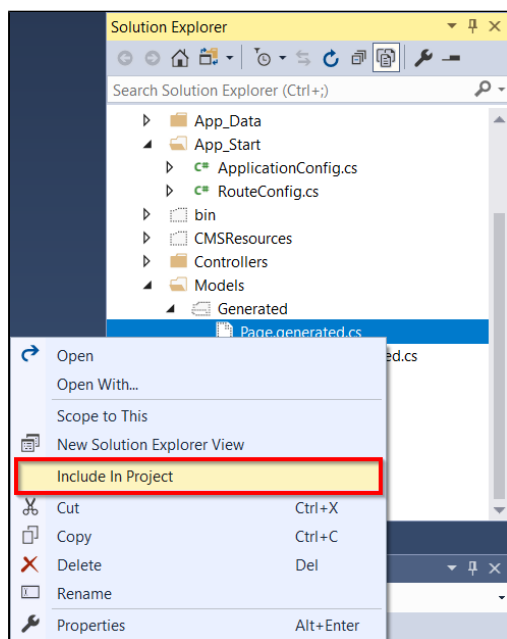 Solution Explorer
Search Solution Explorer (Ctrl+;)
App_Data
App_Start
C# ApplicationConfig.cs
C# RouteConfig.cs
bin
CMSResources
Controllers
Models
Generated
Page.generated.cs
ed.cs
Open
Open With...
Scope to This
New Solution Explorer View
Include In Project
Cut Ctrl+X
Copy Ctrl+C
Delete Del
Rename
Properties Alt+Enter